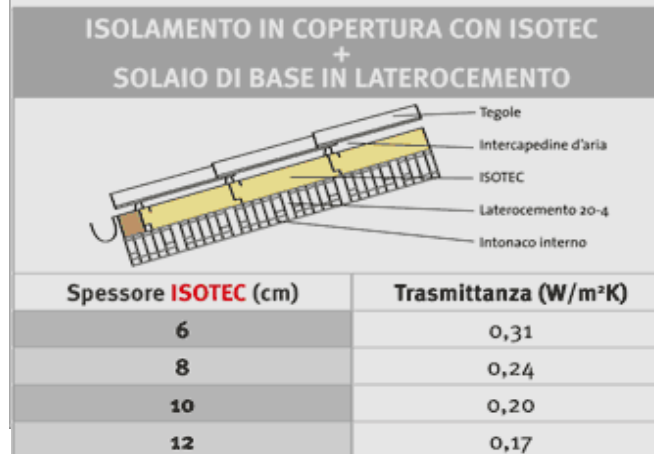 ISOLAMENTO IN COPERTURA CON ISOTEC
+
SOLAIO DI BASE IN LATEROCEMENTO
Tegole
Intercapedine d'aria
ISOTEC
Laterocemento 20-4
Intonaco interno
Spessore ISOTEC (cm) Trasmittanza (W/m²K)
6 0,31
8 0,24
10 0,20
12 0,17